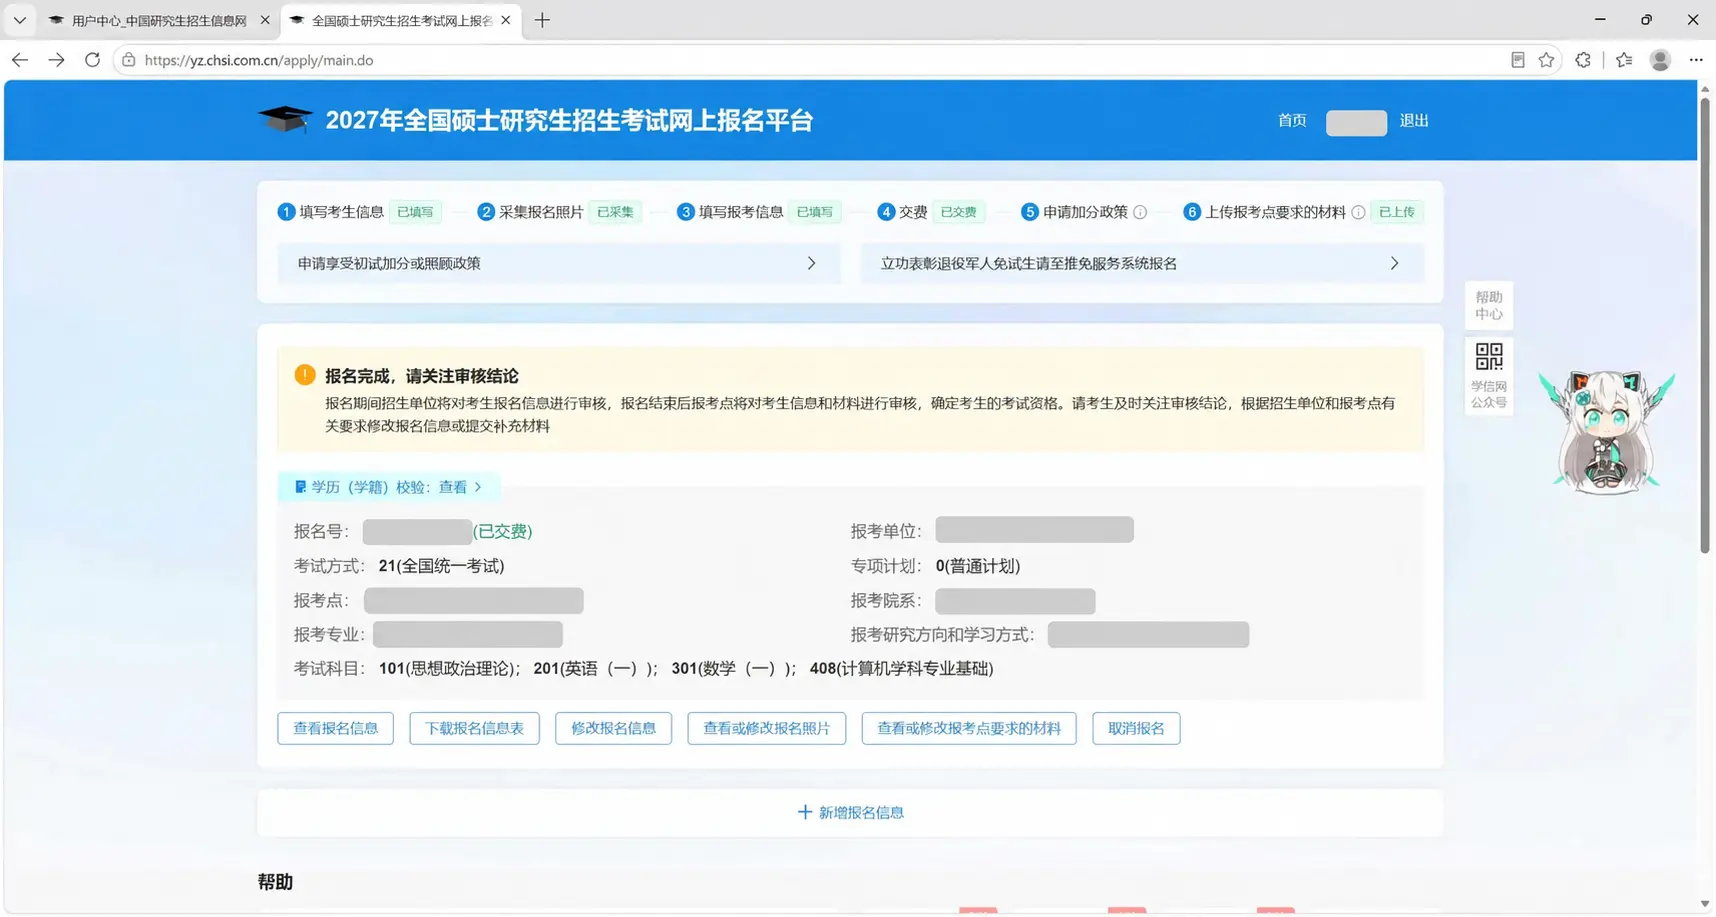 用户中心_中国研究生招生信息网
全国硕士研究生招生考试网上报名
https://yz.chsi.com.cn/apply/main.do
2027年全国硕士研究生招生考试网上报名平台
首页 退出
1 填写考生信息 已填写 2 采集报名照片 已采集 3 填写报考信息 已填写 4 交费 已交费 5 申请加分政策 6 上传报考点要求的材料 已上传
申请享受初试加分或照顾政策
立功表彰退役军人免试生请至推免服务系统报名
帮助
中心
学信网
公众号
报名完成，请关注审核结论
报名期间招生单位将对考生报名信息进行审核，报名结束后报考点将对考生信息和材料进行审核，确定考生的考试资格。请考生及时关注审核结论，根据招生单位和报考点有
关要求修改报名信息或提交补充材料
学历（学籍）校验：查看
报名号： (已交费) 报考单位：
考试方式： 21(全国统一考试) 专项计划： 0(普通计划)
报考点： 报考院系：
报考专业： 报考研究方向和学习方式：
考试科目： 101(思想政治理论)； 201(英语（一）)； 301(数学（一）)； 408(计算机学科专业基础)
查看报名信息 下载报名信息表 修改报名信息 查看或修改报名照片 查看或修改报考点要求的材料 取消报名
新增报名信息
帮助